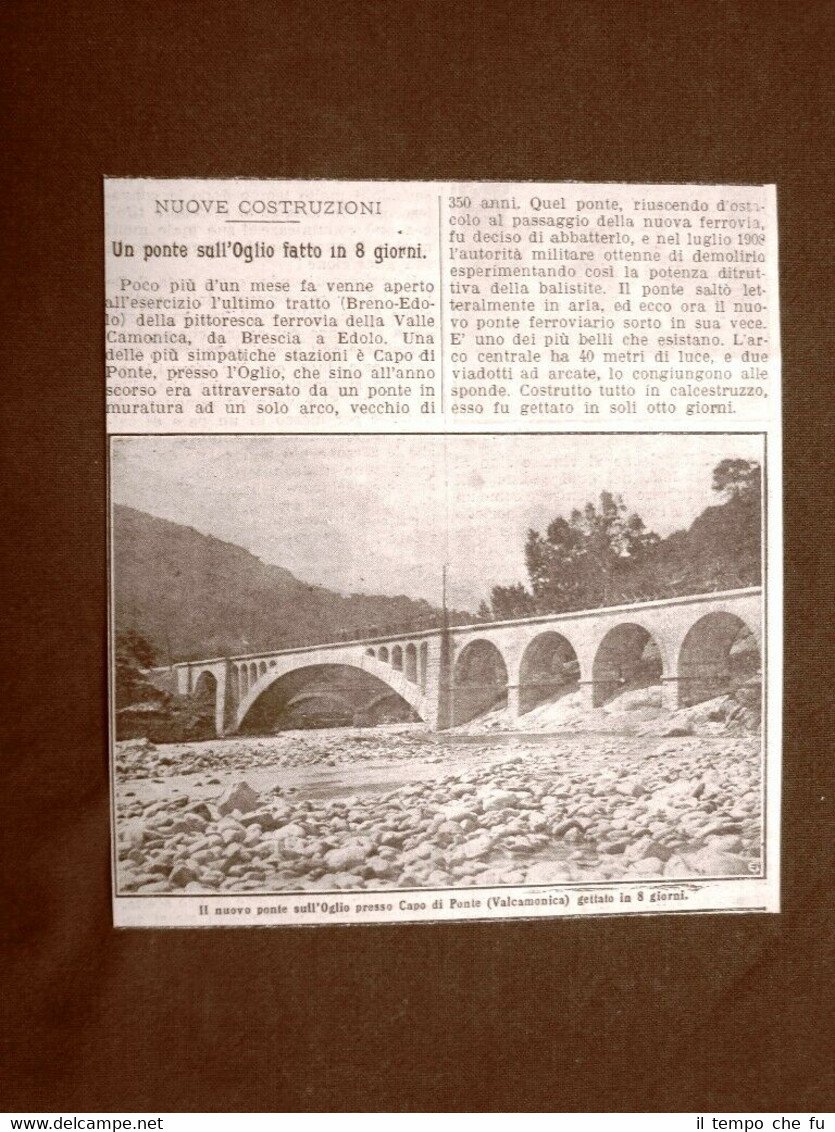 NUOVE COSTRUZIONI
Un ponte sull'Oglio fatto in 8 giorni.
Poco più d'un mese fa venne aperto
all'esercizio l'ultimo tratto (Breno-Edo-
lo) della pittoresca ferrovia della Valle
Camonica, da Brescia a Edolo. Una
delle più simpatiche stazioni è Capo di
Ponte, presso l'Oglio, che sino all'anno
scorso era attraversato da un ponte in
muratura ad un solo arco, vecchio di
350 anni. Quel ponte, riuscendo d'osta-
colo al passaggio della nuova ferrovia,
fu deciso di abbatterlo, e nel luglio 1908
l'autorità militare ottenne di demolirlo
esperimentando così la potenza ditrut-
tiva della balistite. Il ponte saltò let-
teralmente in aria, ed ecco ora il nuo-
vo ponte ferroviario sorto in sua vece.
E' uno dei più belli che esistano. L'ar-
co centrale ha 40 metri di luce, e due
viadotti ad arcate, lo congiungono alle
sponde. Costrutto tutto in calcestruzzo,
esso fu gettato in soli otto giorni.
Il nuovo ponte sull'Oglio presso Capo di Ponte (Valcamonica) gettato in 8 giorni.
www.delcampe.net
il tempo che fu